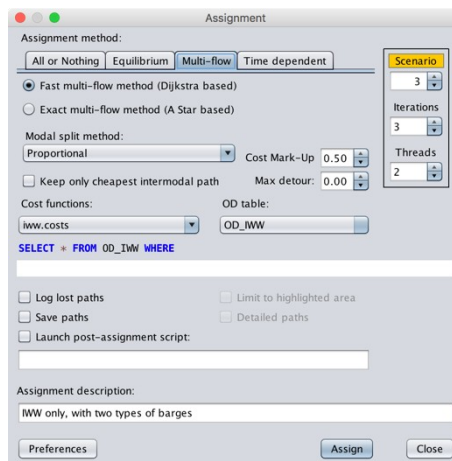 Assignment
Assignment method:
All or Nothing Equilibrium Multi-flow Time dependent
Scenario
3
Fast multi-flow method (Dijkstra based)
Exact multi-flow method (A Star based)
Iterations
3
Modal split method:
Proportional
Cost Mark-Up 0.50
Threads
2
Keep only cheapest intermodal path
Max detour: 0.00
Cost functions:
OD table:
iww.costs
OD_IWW
SELECT * FROM OD_IWW WHERE
Log lost paths
Limit to highlighted area
Save paths
Detailed paths
Launch post-assignment script:
Assignment description:
IWW only, with two types of barges
Preferences
Assign
Close